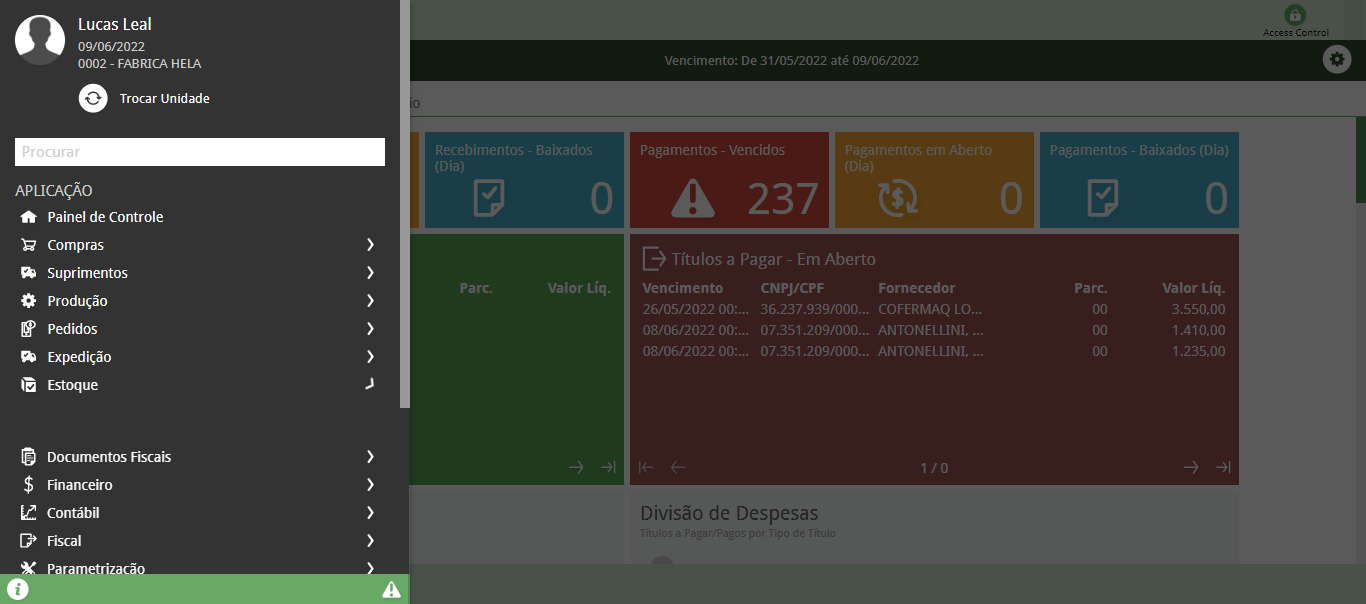 Lucas Leal
09/06/2022
0002 - FABRICA HELA
Trocar Unidade
Procurar
APLICAÇÃO
Painel de Controle
Compras
Suprimentos
Produção
Pedidos
Expedição
Estoque
Documentos Fiscais
Financeiro
Contábil
Fiscal
Parametrização
Access Control
Vencimento: De 31/05/2022 até 09/06/2022
Recebimentos - Baixados
(Dia)
0
Pagamentos - Vencidos
237
Pagamentos em Aberto
(Dia)
0
Pagamentos - Baixados (Dia)
0
Parc. Valor Líq.
Títulos a Pagar - Em Aberto
Vencimento CNPJ/CPF Fornecedor Parc. Valor Líq.
26/05/2022 00:... 36.237.939/000... COFERMAQ LO... 00 3.550,00
08/06/2022 00:... 07.351.209/000... ANTONELLINI, ... 00 1.410,00
08/06/2022 00:... 07.351.209/000... ANTONELLINI, ... 00 1.235,00
1 / 0
Divisão de Despesas
Títulos a Pagar/Pagos por Tipo de Título